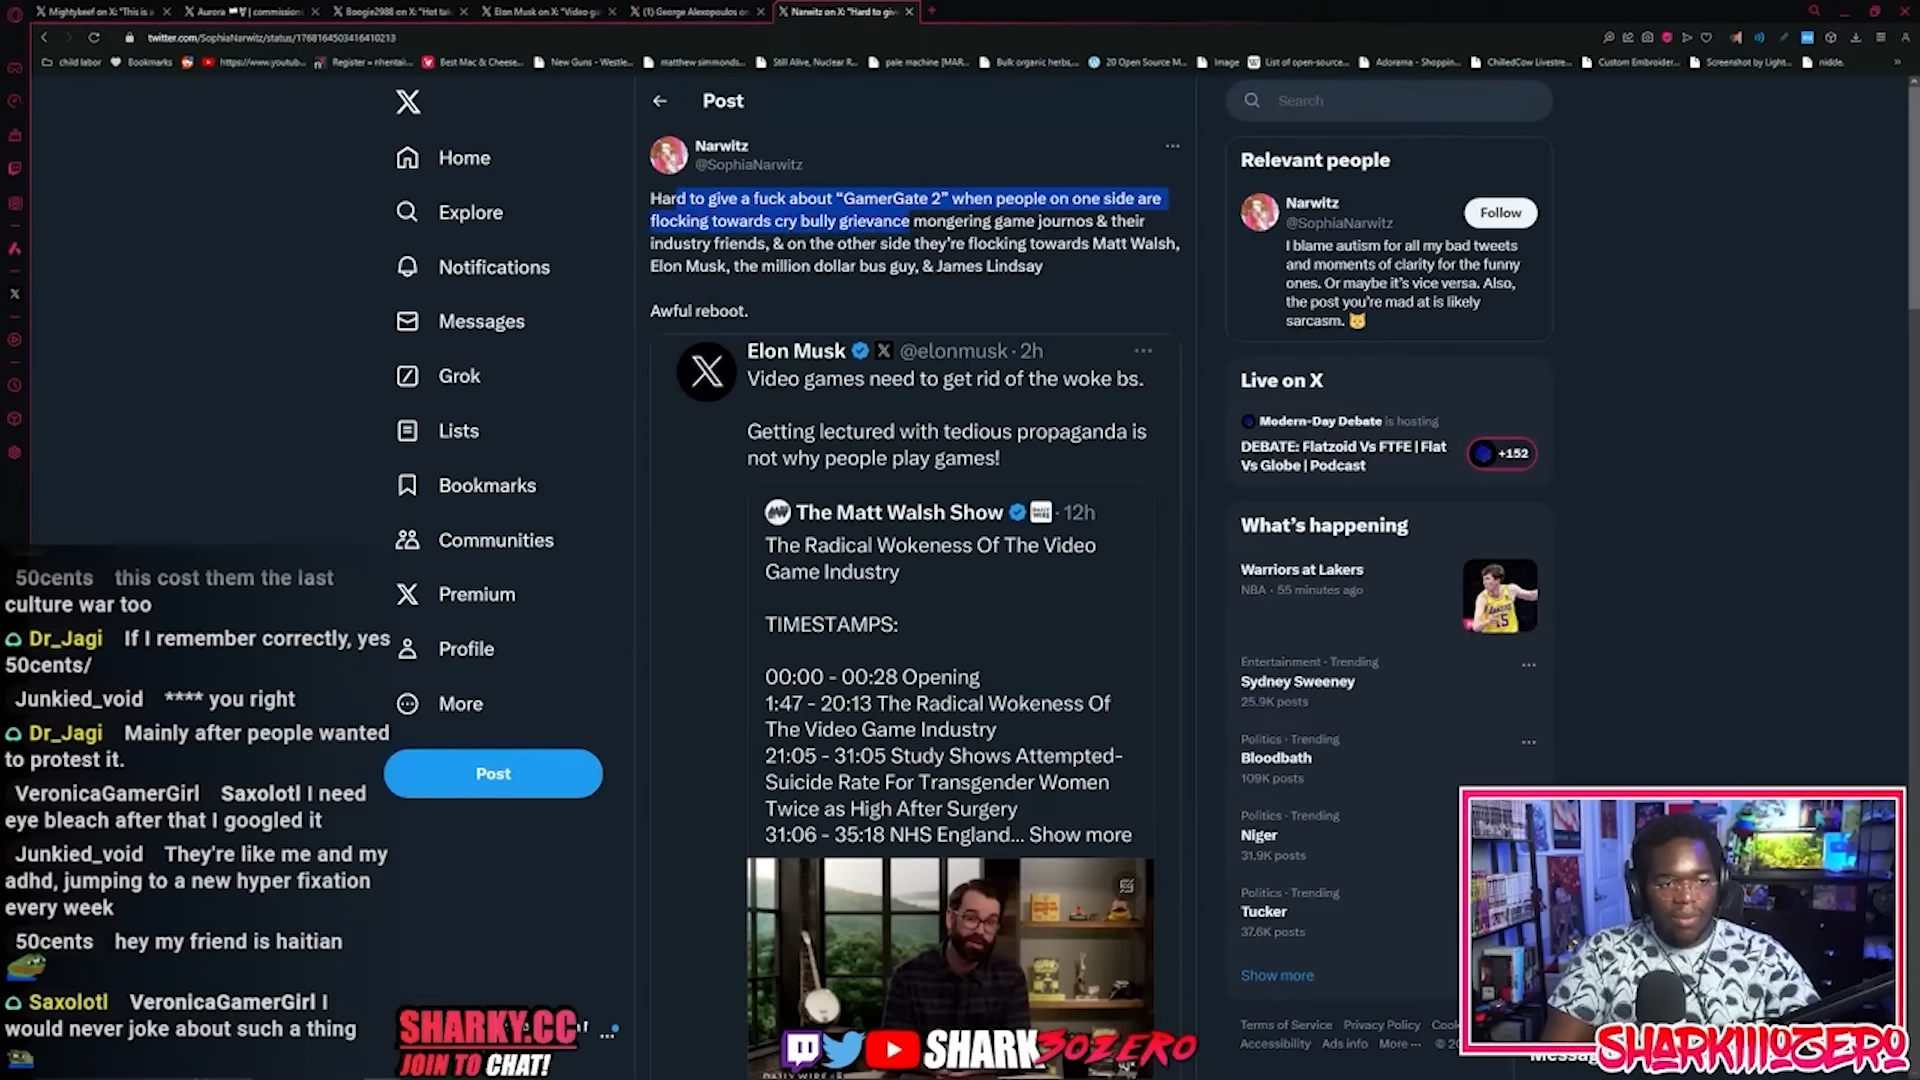 Mightykeef on X: "This is a
Aurora
| commission
Boogie2988 on X: "Hot tak
Elon Musk on X: "Video ga
(1) George Alexopoulos on
Narwitz on X: "Hard to giv
twitter.com/SophiaNarwitz/status/1768164503416410213
child labor
Bookmarks
https://www.youtub...
Register – nhentai...
Best Mac & Cheese...
New Guns - Westle...
matthew simmonds...
Still Alive, Nuclear R...
pale machine [MAR...
Bulk organic herbs,...
20 Open Source M...
Image
List of open-source...
Adorama - Shoppin...
ChilledCow Livestre...
Custom Embroider...
Screenshot by Light...
nidde.
Home
Explore
Notifications
Messages
Grok
Lists
Bookmarks
Communities
Premium
Profile
More
Post
Post
Narwitz
@SophiaNarwitz
Hard to give a fuck about “GamerGate 2” when people on one side are
flocking towards cry bully grievance mongering game journos & their
industry friends, & on the other side they’re flocking towards Matt Walsh,
Elon Musk, the million dollar bus guy, & James Lindsay
Awful reboot.
Elon Musk @elonmusk · 2h
Video games need to get rid of the woke bs.
Getting lectured with tedious propaganda is
not why people play games!
The Matt Walsh Show · 12h
The Radical Wokeness Of The Video
Game Industry
TIMESTAMPS:
00:00 - 00:28 Opening
1:47 - 20:13 The Radical Wokeness Of
The Video Game Industry
21:05 - 31:05 Study Shows Attempted-
Suicide Rate For Transgender Women
Twice as High After Surgery
31:06 - 35:18 NHS England... Show more
Search
Relevant people
Narwitz
@SophiaNarwitz
Follow
I blame autism for all my bad tweets
and moments of clarity for the funny
ones. Or maybe it’s vice versa. Also,
the post you’re mad at is likely
sarcasm.
Live on X
Modern-Day Debate is hosting
DEBATE: Flatzoid Vs FTFE | Flat
Vs Globe | Podcast
+152
What’s happening
Warriors at Lakers
NBA · 55 minutes ago
Entertainment · Trending
Sydney Sweeney
25.9K posts
Politics · Trending
Bloodbath
109K posts
Politics · Trending
Niger
31.9K posts
Politics · Trending
Tucker
37.6K posts
Show more
Terms of Service Privacy Policy
Accessibility Ads info More ···
50cents this cost them the last
culture war too
Dr_Jagi If I remember correctly, yes
50cents/
Junkied_void **** you right
Dr_Jagi Mainly after people wanted
to protest it.
VeronicaGamerGirl Saxolotl I need
eye bleach after that I googled it
Junkied_void They're like me and my
adhd, jumping to a new hyper fixation
every week
50cents hey my friend is haitian
Saxolotl VeronicaGamerGirl I
would never joke about such a thing
SHARKY.CC
JOIN TO CHAT!
SHARK3OZERO
SHARK3OZERO